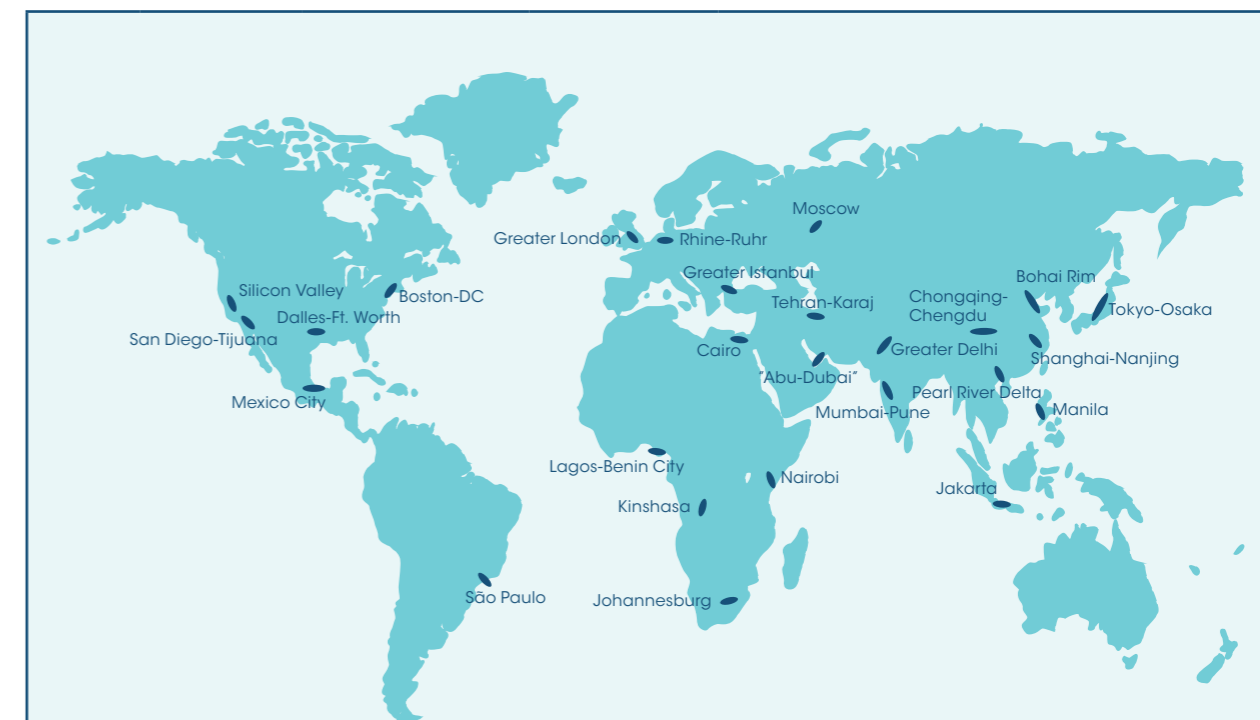 Moscow
Greater London
Rhine-Ruhr
Greater Istanbul
Bohai Rim
Silicon Valley
Boston-DC
Tehran-Karaj
Chongqing-
Chengdu
Tokyo-Osaka
Dalles-Ft. Worth
San Diego-Tijuana
Cairo
Greater Delhi
Shanghai-Nanjing
“Abu-Dubai”
Pearl River Delta
Mexico City
Mumbai-Pune
Manila
Lagos-Benin City
Nairobi
Jakarta
Kinshasa
São Paulo
Johannesburg